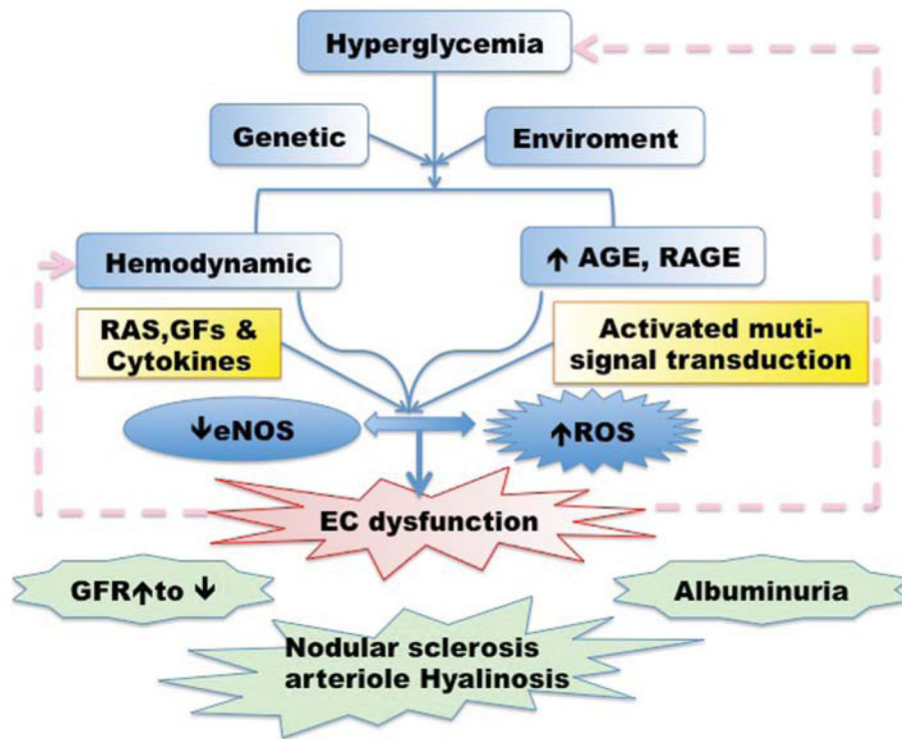 Hyperglycemia
Genetic
Enviroment
Hemodynamic
↑ AGE, RAGE
RAS,GFs &
Cytokines
Activated muti-
signal transduction
↓eNOS
↑ROS
EC dysfunction
GFR↑to ↓
Albuminuria
Nodular sclerosis
arteriole Hyalinosis